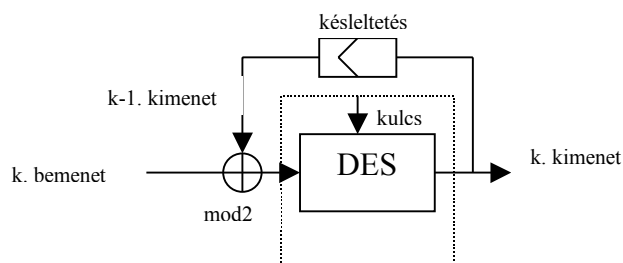 késleltetés
k-1. kimenet
kulcs
k. bemenet
DES
k. kimenet
mod2